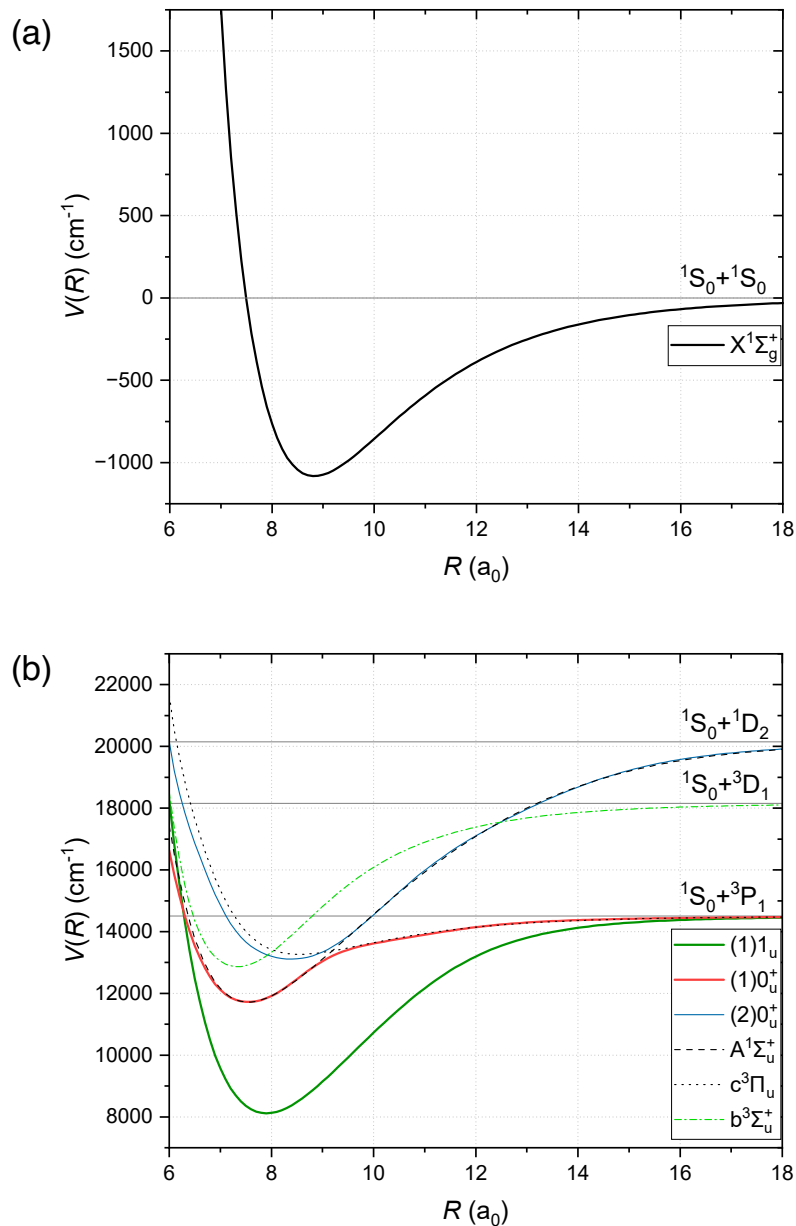 (a)
1500
1000
500
0
−500
−1000
V(R) (cm⁻¹)
¹S₀+¹S₀
X¹Σg⁺
6 8 10 12 14 16 18
R (a₀)
(b)
22000
20000
18000
16000
14000
12000
10000
8000
V(R) (cm⁻¹)
¹S₀+¹D₂
¹S₀+³D₁
¹S₀+³P₁
(1)1ᵤ
(1)0ᵤ⁺
(2)0ᵤ⁺
A¹Σᵤ⁺
c³Πᵤ
b³Σᵤ⁺
6 8 10 12 14 16 18
R (a₀)